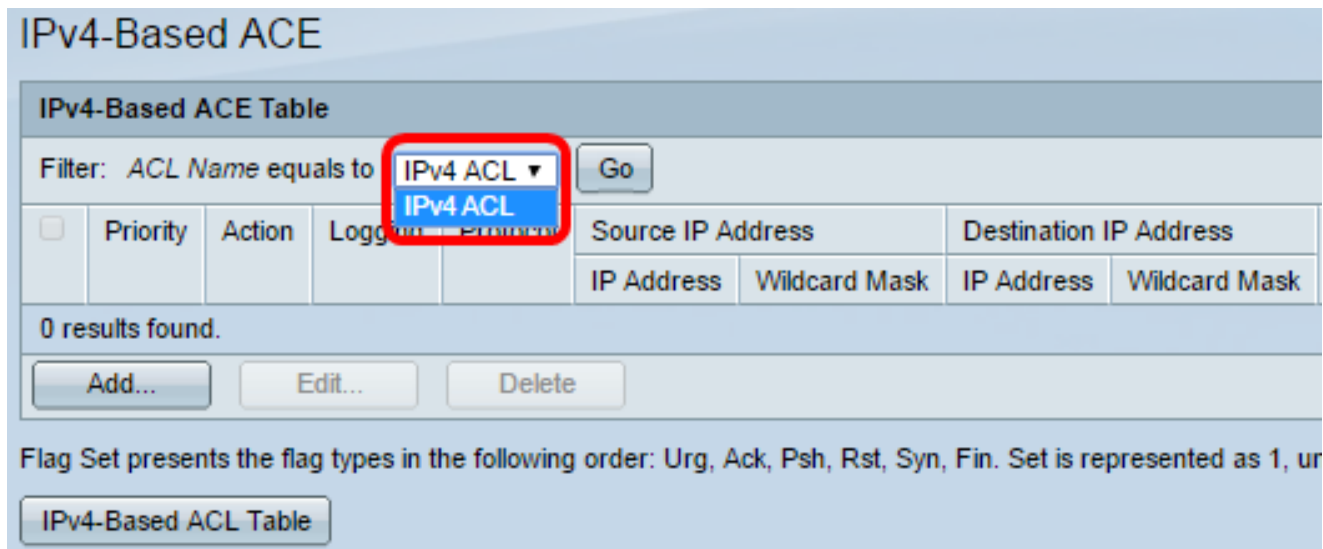 IPv4-Based ACE
IPv4-Based ACE Table
Filter: ACL Name equals to IPv4 ACL Go
IPv4 ACL
Priority Action Logging Protocol Source IP Address Destination IP Address
IP Address Wildcard Mask IP Address Wildcard Mask
0 results found.
Add... Edit... Delete
Flag Set presents the flag types in the following order: Urg, Ack, Psh, Rst, Syn, Fin. Set is represented as 1,
IPv4-Based ACL Table